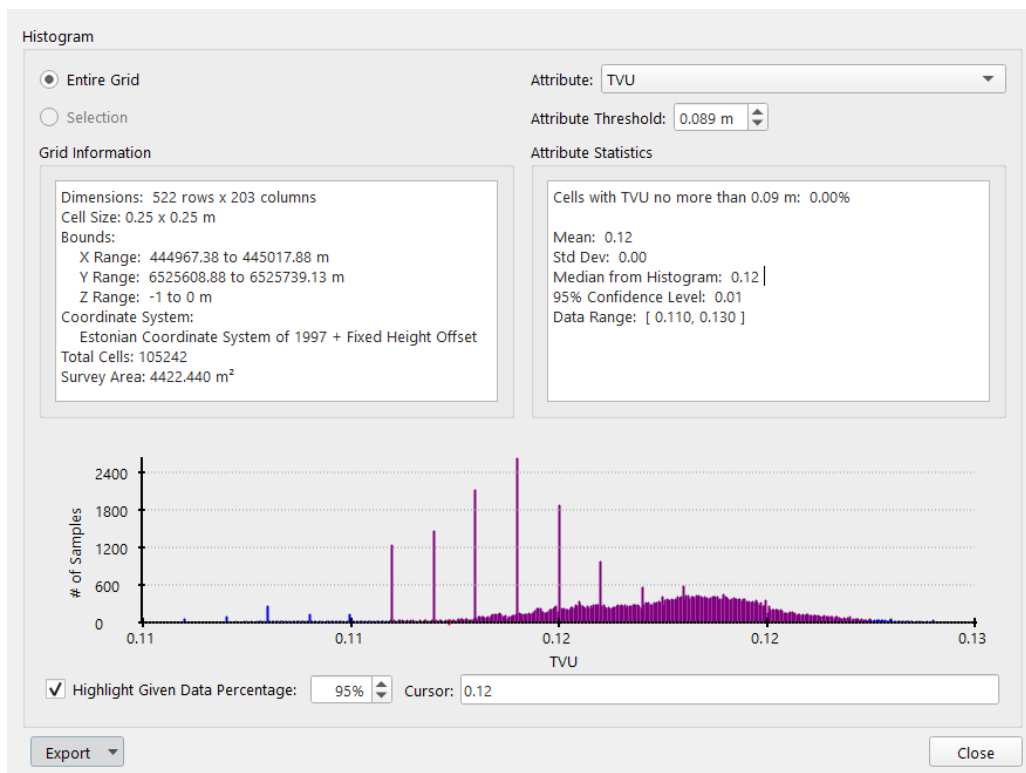 Histogram
Entire Grid
Attribute: TVU
Selection
Attribute Threshold: 0.089 m
Grid Information
Attribute Statistics
Dimensions: 522 rows x 203 columns
Cell Size: 0.25 x 0.25 m
Bounds:
X Range: 444967.38 to 445017.88 m
Y Range: 6525608.88 to 6525739.13 m
Z Range: -1 to 0 m
Coordinate System:
Estonian Coordinate System of 1997 + Fixed Height Offset
Total Cells: 105242
Survey Area: 4422.440 m²
Cells with TVU no more than 0.09 m: 0.00%
Mean: 0.12
Std Dev: 0.00
Median from Histogram: 0.12
95% Confidence Level: 0.01
Data Range: [ 0.110, 0.130 ]
# of Samples
2400
1800
1200
600
0
0.11 0.11 0.12 0.12 0.13
TVU
Highlight Given Data Percentage: 95% Cursor: 0.12
Export
Close